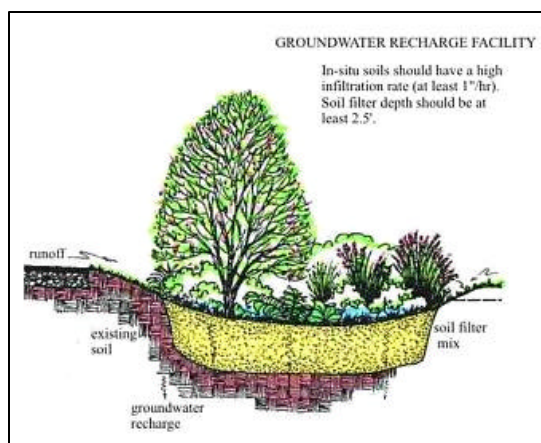 GROUNDWATER RECHARGE FACILITY
In-situ soils should have a high
infiltration rate (at least 1"/hr).
Soil filter depth should be at
least 2.5'.
runoff
existing
soil
soil filter
mix
groundwater
recharge